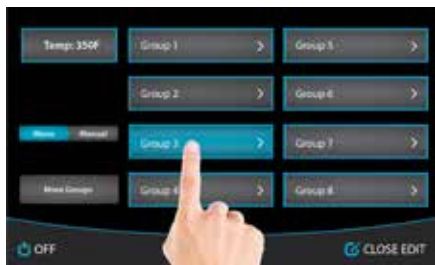 Temp: 350F
Group 1
Group 5
Group 2
Group 6
Menu Manual
Group 3
Group 7
Move Groups
Group 4
Group 8
OFF
CLOSE EDIT